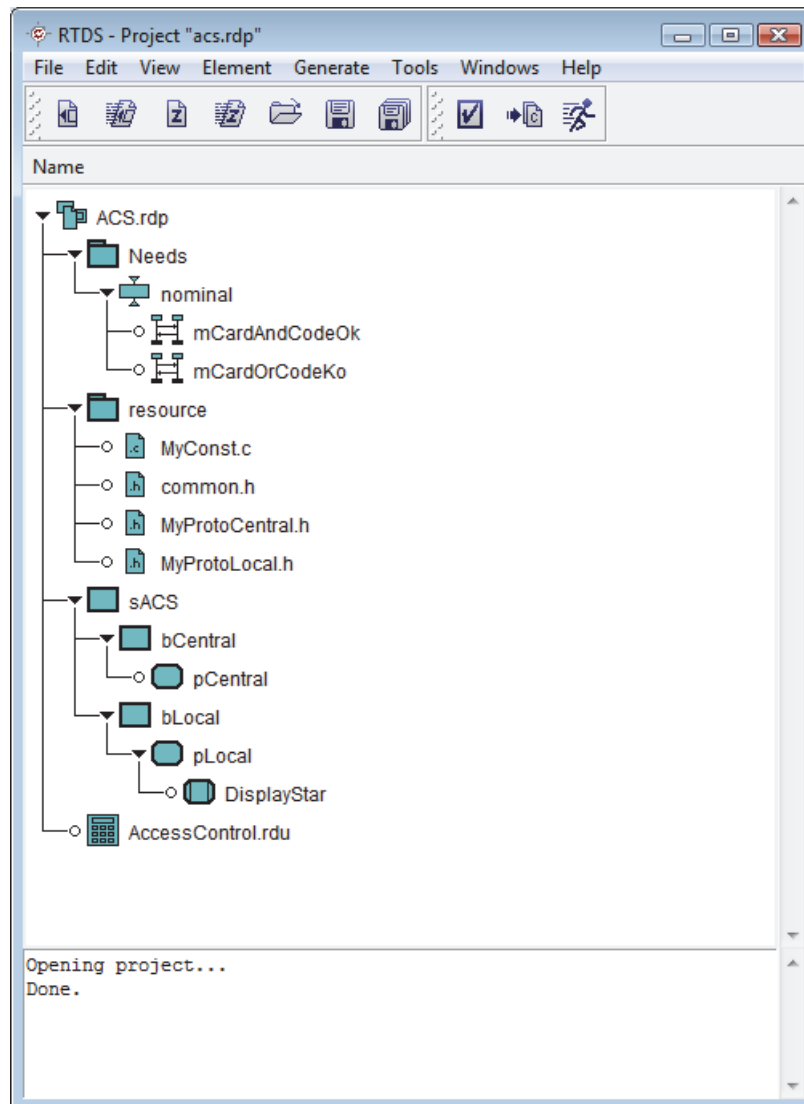 RTDS - Project "acs.rdp"
File Edit View Element Generate Tools Windows Help
Name
ACS.rdp
Needs
nominal
mCardAndCodeOk
mCardOrCodeKo
resource
.c MyConst.c
.h common.h
.h MyProtoCentral.h
.h MyProtoLocal.h
sACS
bCentral
pCentral
bLocal
pLocal
DisplayStar
AccessControl.rdu
Opening project...
Done.